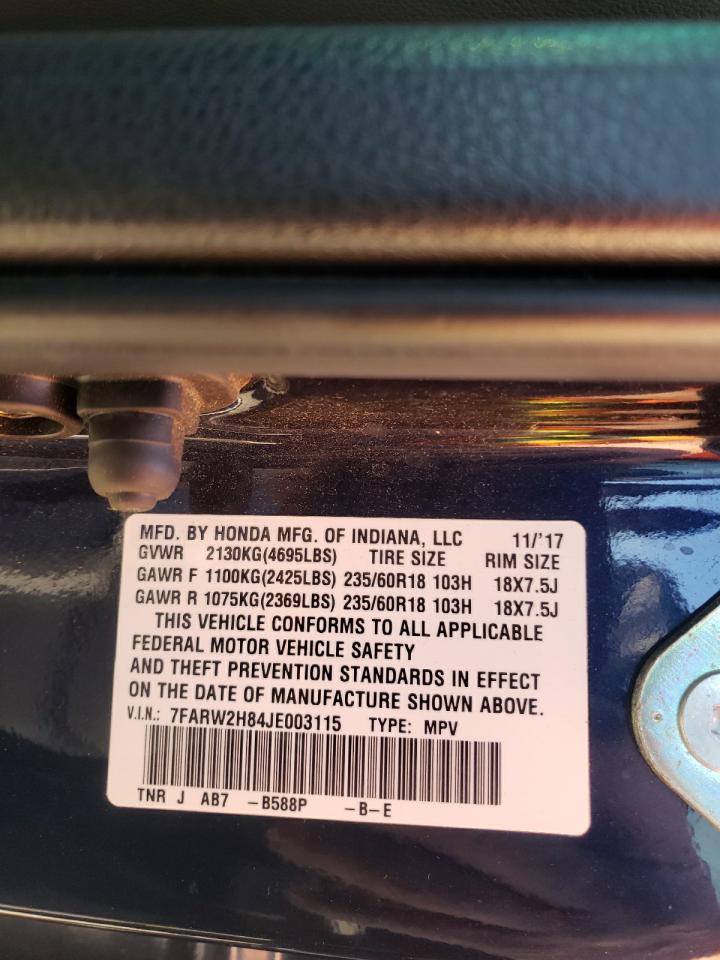 MFD. BY HONDA MFG. OF INDIANA, LLC 11/'17
GVWR 2130KG(4695LBS) TIRE SIZE RIM SIZE
GAWR F 1100KG(2425LBS) 235/60R18 103H 18X7.5J
GAWR R 1075KG(2369LBS) 235/60R18 103H 18X7.5J
THIS VEHICLE CONFORMS TO ALL APPLICABLE
FEDERAL MOTOR VEHICLE SAFETY
AND THEFT PREVENTION STANDARDS IN EFFECT
ON THE DATE OF MANUFACTURE SHOWN ABOVE.
V.I.N.: 7FARW2H84JE003115 TYPE: MPV
TNR J AB7 -B588P -B-E